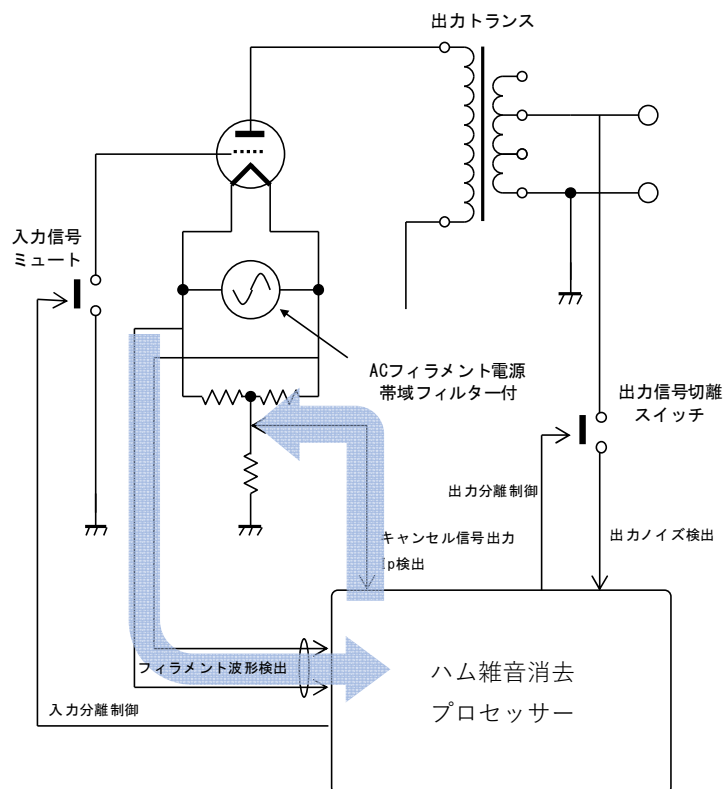 出力トランス
入力信号
ミュート
ACフィラメント電源
帯域フィルター付
出力信号切離
スイッチ
出力分離制御
キャンセル信号出力
Ip検出
出力ノイズ検出
フィラメント波形検出
入力分離制御
ハム雑音消去
プロセッサー